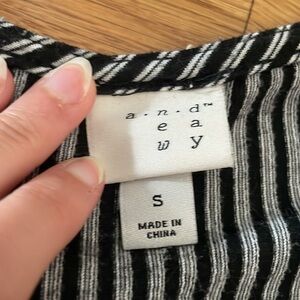 a · n · d™
e a
w y
S
MADE IN
CHINA